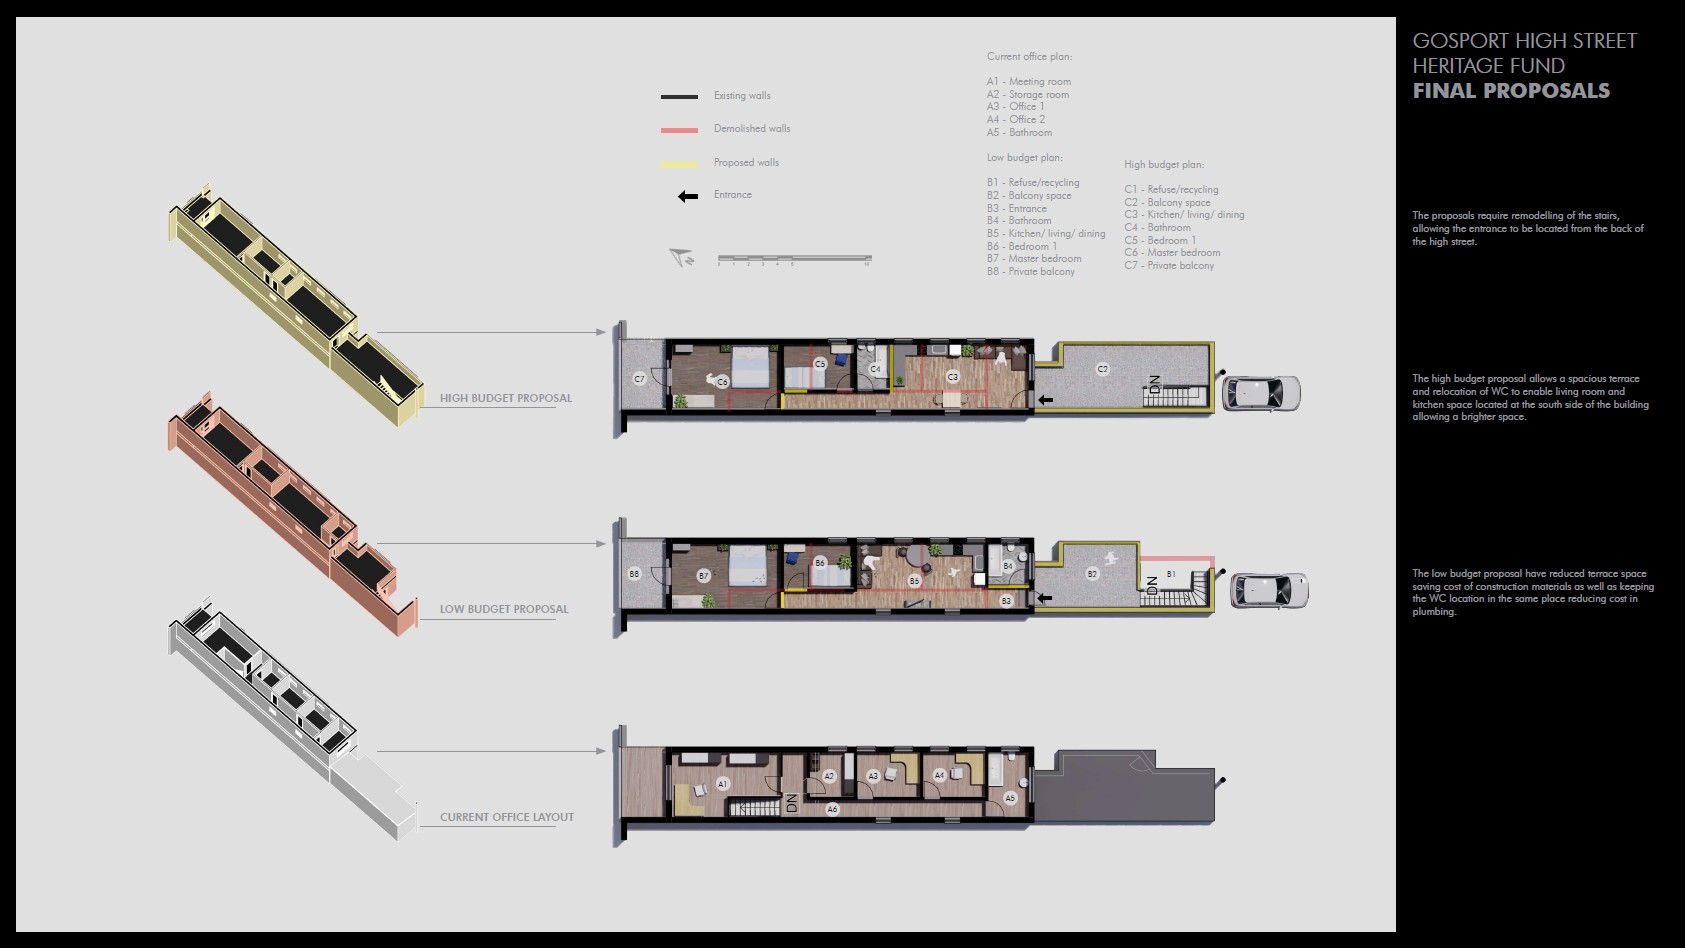 GOSPORT HIGH STREET
HERITAGE FUND
FINAL PROPOSALS
Existing walls
Demolished walls
Proposed walls
Entrance
N
0 1 2 3 4 5 10
Current office plan:
A1 - Meeting room
A2 - Storage room
A3 - Office 1
A4 - Office 2
A5 - Bathroom
Low budget plan:
B1 - Refuse/recycling
B2 - Balcony space
B3 - Entrance
B4 - Bathroom
B5 - Kitchen/ living/ dining
B6 - Bedroom 1
B7 - Master bedroom
B8 - Private balcony
High budget plan:
C1 - Refuse/recycling
C2 - Balcony space
C3 - Kitchen/ living/ dining
C4 - Bathroom
C5 - Bedroom 1
C6 - Master bedroom
C7 - Private balcony
The proposals require remodelling of the stairs,
allowing the entrance to be located from the back of
the high street.
HIGH BUDGET PROPOSAL
C7
C6
C5
C4
C3
C2
DN
The high budget proposal allows a spacious terrace
and relocation of WC to enable living room and
kitchen space located at the south side of the building
allowing a brighter space.
LOW BUDGET PROPOSAL
B8
B7
B6
B5
B4
B3
B2
DN
B1
The low budget proposal have reduced terrace space
saving cost of construction materials as well as keeping
the WC location in the same place reducing cost in
plumbing.
CURRENT OFFICE LAYOUT
A1
DN
A2
A6
A3
A4
A5